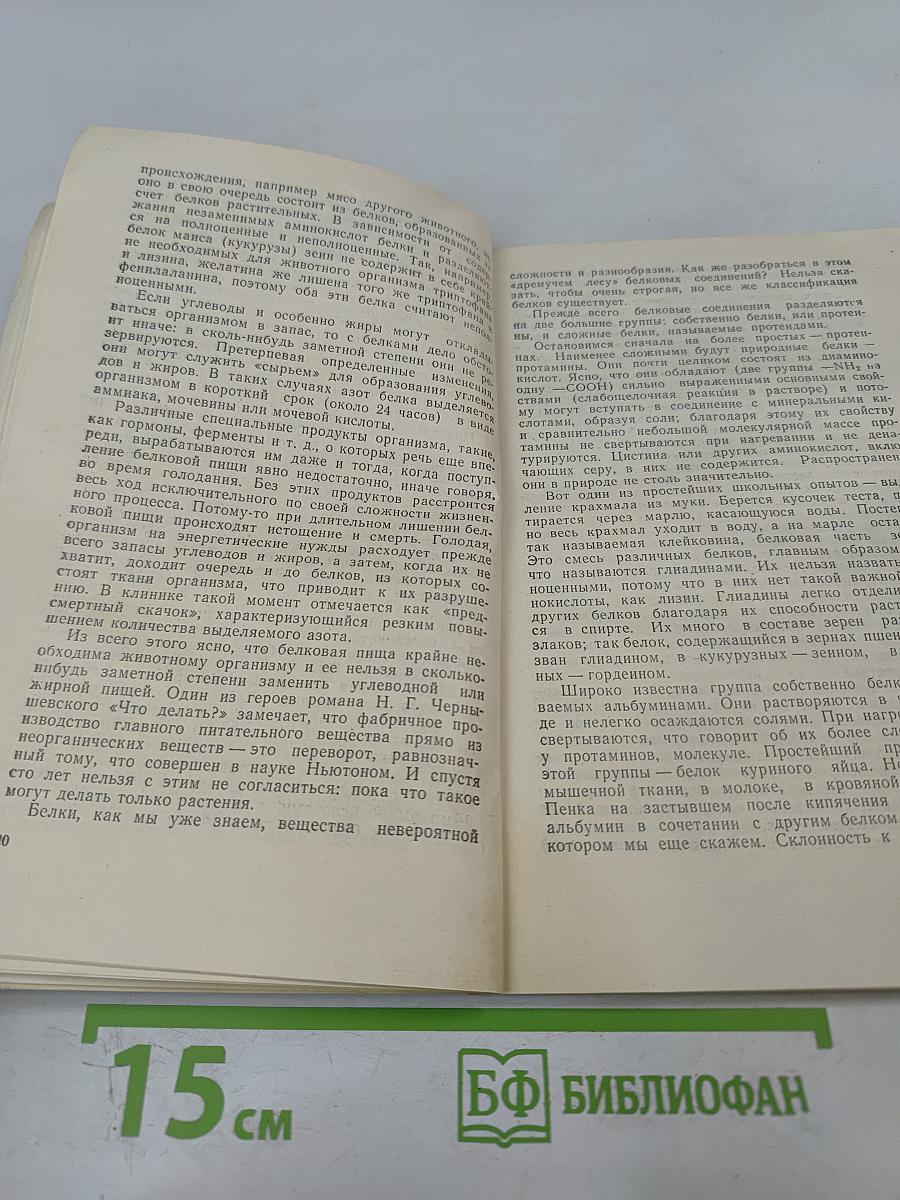 происхождения, например мясо другого животного,
оно в свою очередь состоит из белков, образованных за
счет белков растительных. В зависимости от содер-
жания незаменимых аминокислот белки и разделяют-
ся на полноценные и неполноценные. Так, например,
белок маиса (кукурузы) зеин не содержит в себе край-
не необходимых для животного организма триптофана
и лизина, желатина же лишена того же триптофана и
фенилаланина, поэтому оба эти белка считают непол-
ноценными.
Если углеводы и особенно жиры могут отклады-
ваться организмом в запас, то с белками дело обсто-
ит иначе: в сколь-нибудь заметной степени они не ре-
зервируются. Претерпевая определенные изменения,
они могут служить «сырьем» для образования углево-
дов и жиров. В таких случаях азот белка выделяется
организмом в короткий срок (около 24 часов) в виде
аммиака, мочевины или мочевой кислоты.
Различные специальные продукты организма, такие,
как гормоны, ферменты и т. д., о которых речь еще впе-
реди, вырабатываются им даже и тогда, когда поступ-
ление белковой пищи явно недостаточно, иначе говоря,
во время голодания. Без этих продуктов расстроится
весь ход исключительного по своей сложности жизнен-
ного процесса. Потому-то при длительном лишении бел-
ковой пищи происходят истощение и смерть. Голодая,
организм на энергетические нужды расходует прежде
всего запасы углеводов и жиров, а затем, когда их не
хватит, доходит очередь и до белков, из которых со-
стоят ткани организма, что приводит к их разруше-
нию. В клинике такой момент отмечается как «пред-
смертный скачок», характеризующийся резким повы-
шением количества выделяемого азота.
Из всего этого ясно, что белковая пища крайне не-
обходима животному организму и ее нельзя в сколько-
нибудь заметной степени заменить углеводной или
жирной пищей. Один из героев романа Н. Г. Черны-
шевского «Что делать?» замечает, что фабричное про-
изводство главного питательного вещества прямо из
неорганических веществ — это переворот, равнознач-
ный тому, что совершен в науке Ньютоном. И спустя
сто лет нельзя с этим не согласиться: пока что такое
могут делать только растения.
Белки, как мы уже знаем, вещества невероятной
сложности и разнообразия. Как же разобраться в этом
«дремучем лесу» белковых соединений? Нельзя ска-
зать, чтобы очень строгая, но все же классификация
белков существует.
Прежде всего белковые соединения разделяются
на две большие группы: собственно белки, или протеи-
ны, и сложные белки, называемые протеидами.
Остановимся сначала на более простых — протеи-
нах. Наименее сложными будут природные белки —
протамины. Они почти целиком состоят из диамино-
кислот. Ясно, что они обладают (две группы —NH₂ на
одну —COOH) сильно выраженными основными свой-
ствами (слабощелочная реакция в растворе) и пото-
му могут вступать в соединение с минеральными ки-
слотами, образуя соли; благодаря этому их свойству
и сравнительно небольшой молекулярной массе про-
тамины не свертываются при нагревании и не дена-
турируются. Цистина или других аминокислот, вклю
чающих серу, в них не содержится. Распространен
они в природе не столь значительно.
Вот один из простейших школьных опытов — выд
ление крахмала из муки. Берется кусочек теста, п
тирается через марлю, касающуюся воды. Посте
но весь крахмал уходит в воду, а на марле оста
так называемая клейковина, белковая часть зе
Это смесь различных белков, главным образом
что называются глиадинами. Их нельзя назват
ноценными, потому что в них нет такой важной
нокислоты, как лизин. Глиадины легко отдели
других белков благодаря их способности раст
ся в спирте. Их много в составе зерен раз
злаков; так белок, содержащийся в зернах пшен
зван глиадином, в кукурузных — зеином, в
ных — гордеином.
Широко известна группа собственно белк
ваемых альбуминами. Они растворяются в
де и нелегко осаждаются солями. При нагре
свертываются, что говорит об их более сло
у протаминов, молекуле. Простейший пр
этой группы — белок куриного яйца. Не
мышечной ткани, в молоке, в кровяной
Пенка на застывшем после кипячения
альбумин в сочетании с другим белком
котором мы еще скажем. Склонность к
15 см
БФ БИБЛИОФАН